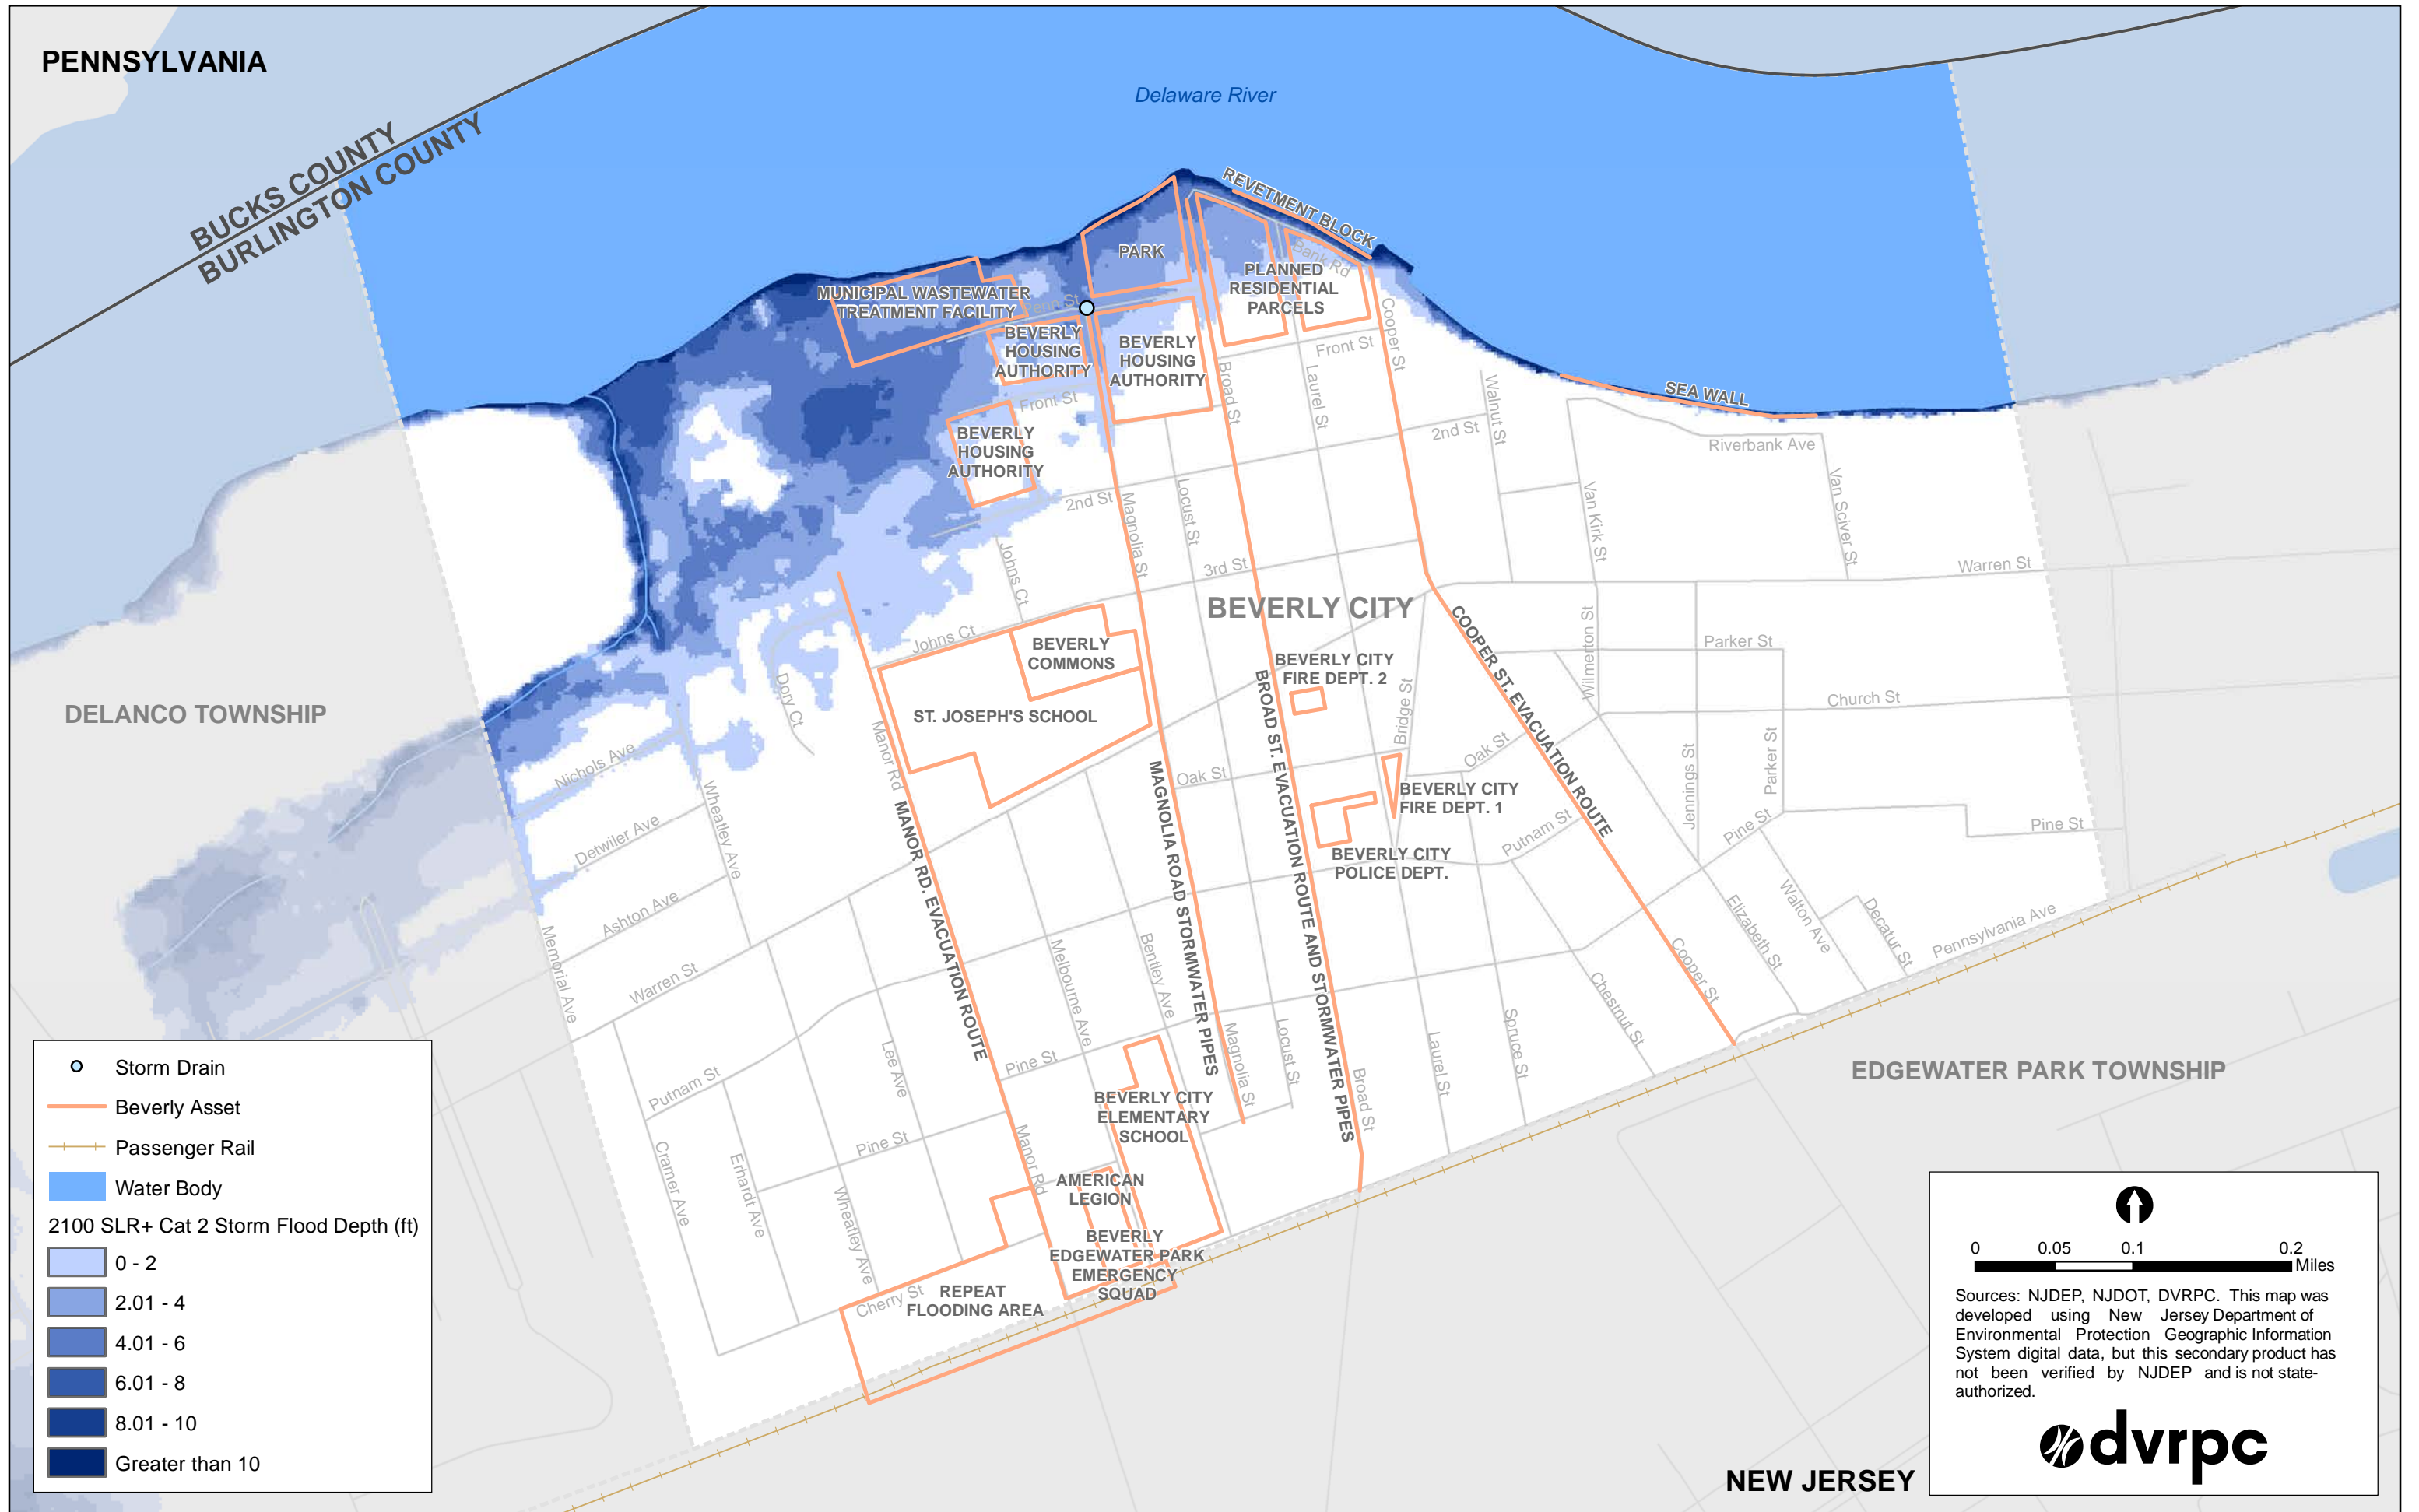 PENNSYLVANIA
Delaware River
BUCKS COUNTY
BURLINGTON COUNTY
REVETMENT BLOCK
PARK
Bank Rd
PLANNED
RESIDENTIAL
PARCELS
MUNICIPAL WASTEWATER
TREATMENT FACILITY
Penn St
BEVERLY
HOUSING
AUTHORITY
BEVERLY
HOUSING
AUTHORITY
Cooper St
Front St
Front St
Broad St
Laurel St
Walnut St
SEA WALL
BEVERLY
HOUSING
AUTHORITY
2nd St
Riverbank Ave
2nd St
Magnolia St
Locust St
Van Kirk St
Van Sciver St
Johns Ct
3rd St
Warren St
BEVERLY CITY
Johns Ct
BEVERLY
COMMONS
COOPER ST. EVACUATION ROUTE
Wilmerton St
Parker St
BEVERLY CITY
FIRE DEPT. 2
Dory Ct
DELANCO TOWNSHIP
ST. JOSEPH'S SCHOOL
Bridge St
Church St
Manor Rd
Nichols Ave
Oak St
Oak St
Jennings St
Parker St
BEVERLY CITY
FIRE DEPT. 1
Wheatley Ave
Detwiler Ave
Putnam St
Pine St
Pine St
BEVERLY CITY
POLICE DEPT.
MANOR RD. EVACUATION ROUTE
MAGNOLIA ROAD STORMWATER PIPES
BROAD ST. EVACUATION ROUTE AND STORMWATER PIPES
Ashton Ave
Memorial Ave
Warren St
Melbourne Ave
Bentley Ave
Elizabeth St
Walton Ave
Decatur St
Pennsylvania Ave
Cooper St
Chestnut St
Spruce St
Laurel St
Locust St
Magnolia St
Broad St
Lee Ave
Pine St
Putnam St
EDGEWATER PARK TOWNSHIP
BEVERLY CITY
ELEMENTARY
SCHOOL
Pine St
Manor Rd
Cramer Ave
Erhardt Ave
Wheatley Ave
AMERICAN
LEGION
BEVERLY
EDGEWATER PARK
EMERGENCY
SQUAD
Cherry St
REPEAT
FLOODING AREA
Storm Drain
Beverly Asset
Passenger Rail
Water Body
2100 SLR+ Cat 2 Storm Flood Depth (ft)
0 - 2
2.01 - 4
4.01 - 6
6.01 - 8
8.01 - 10
Greater than 10
0 0.05 0.1 0.2
Miles
Sources: NJDEP, NJDOT, DVRPC. This map was
developed using New Jersey Department of
Environmental Protection Geographic Information
System digital data, but this secondary product has
not been verified by NJDEP and is not state-
authorized.
dvrpc
NEW JERSEY